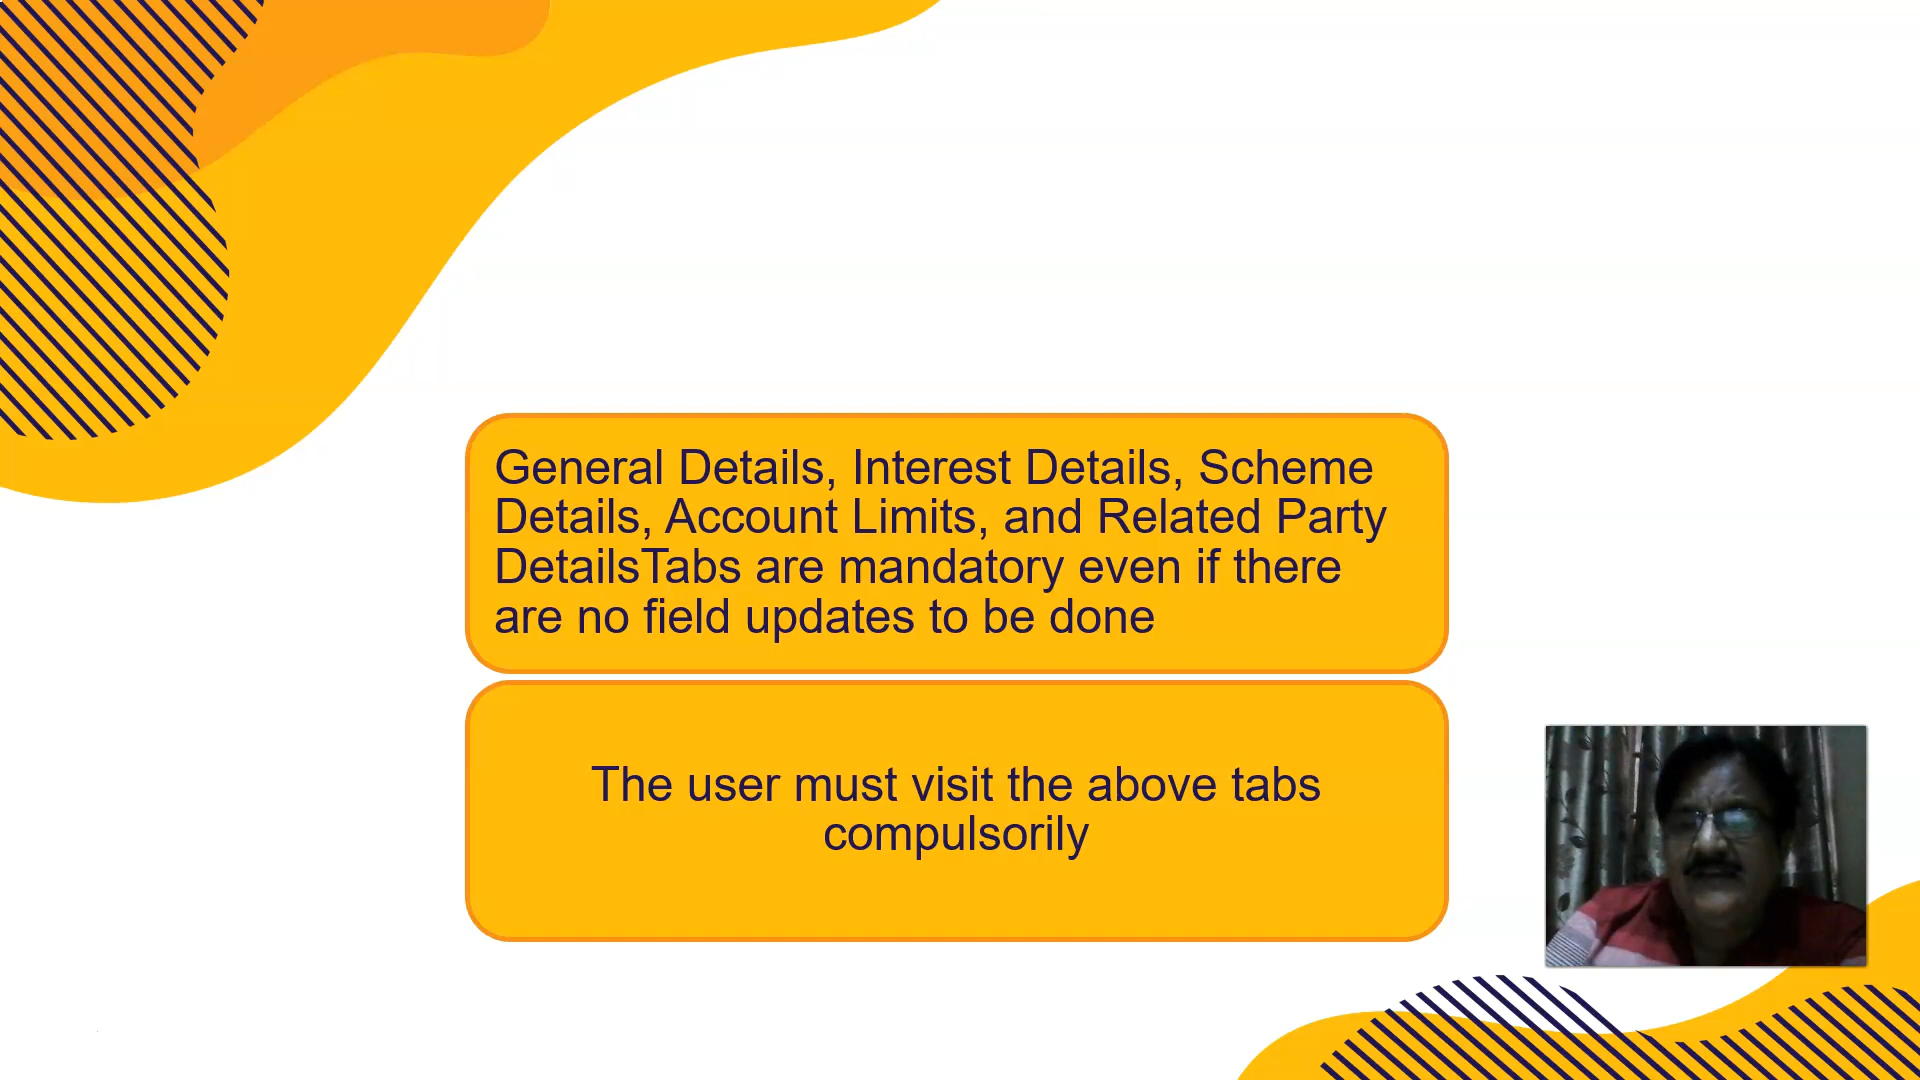 General Details, Interest Details, Scheme
Details, Account Limits, and Related Party
DetailsTabs are mandatory even if there
are no field updates to be done
The user must visit the above tabs
compulsorily